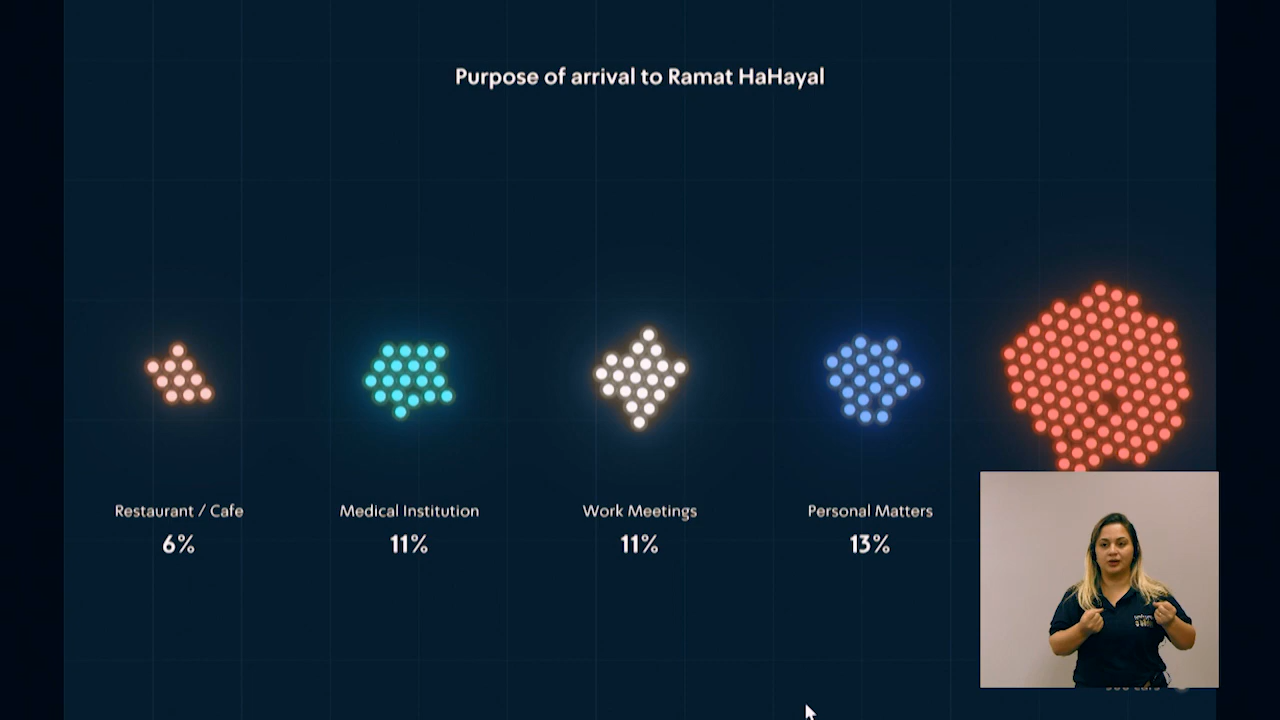 Purpose of arrival to Ramat HaHayal
Restaurant / Cafe
6%
Medical Institution
11%
Work Meetings
11%
Personal Matters
13%